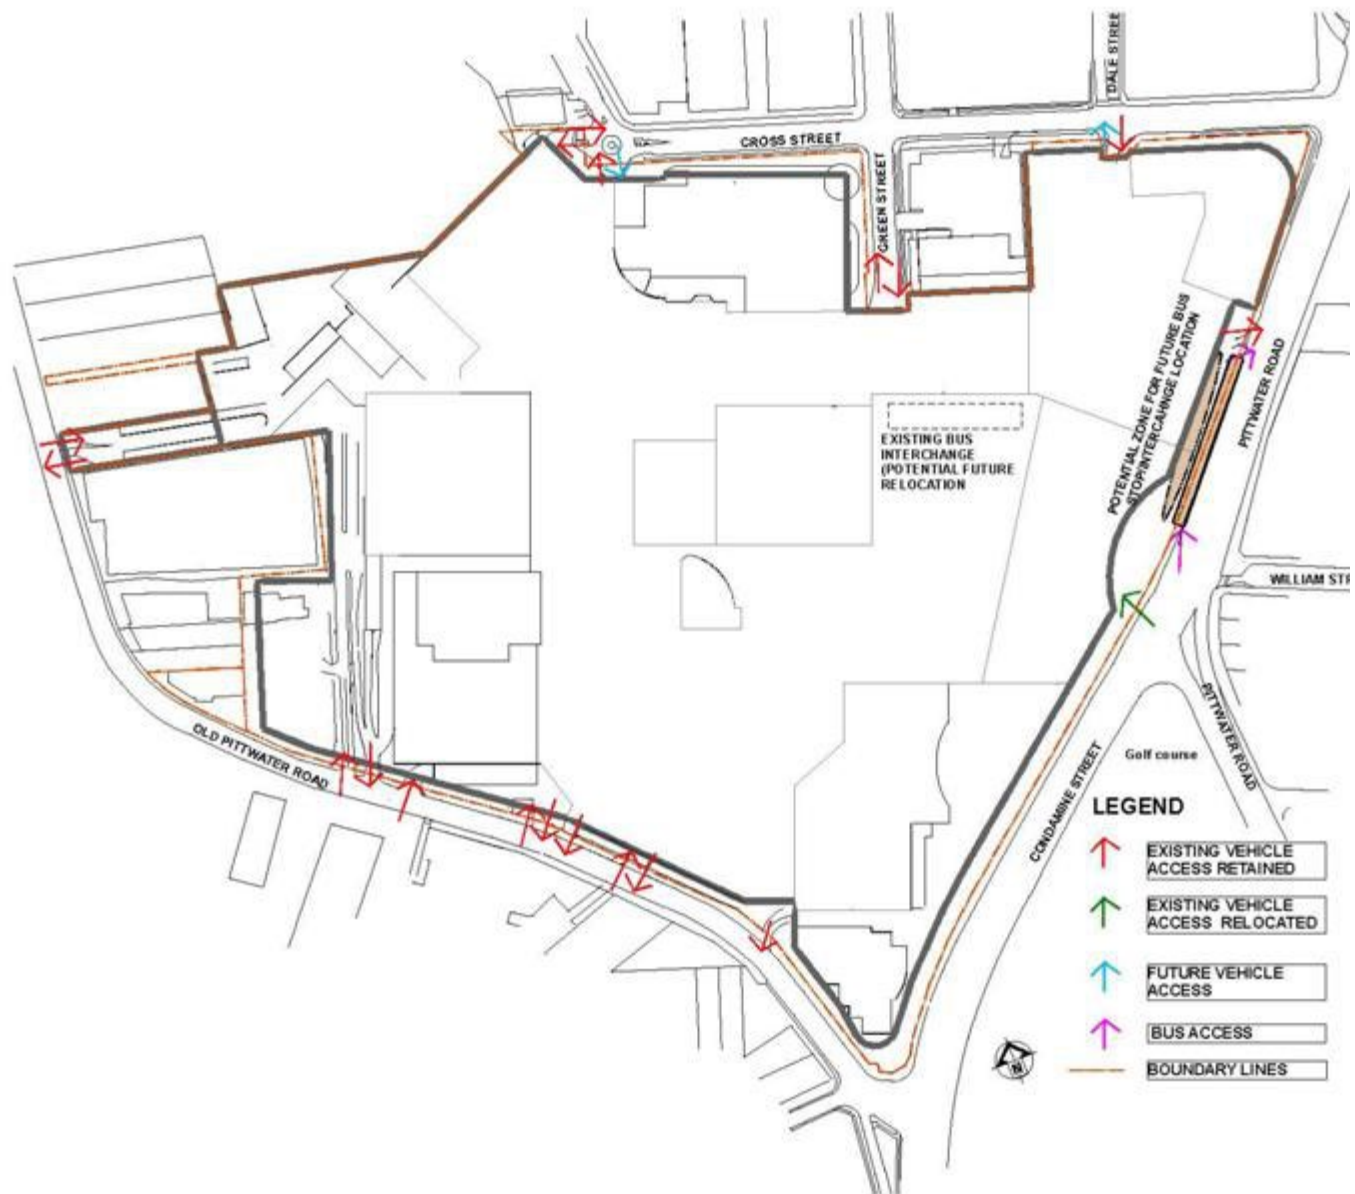 DALE STREET
CROSS STREET
GREEN STREET
POTENTIAL ZONE FOR FUTURE BUS
STOP/INTERCAHNGE LOCATION
PITTWATER ROAD
EXISTING BUS
INTERCHANGE
(POTENTIAL FUTURE
RELOCATION
WILLIAM STR
OLD PITTWATER ROAD
PITTWATER ROAD
CONDAMINE STREET
Golf course
LEGEND
EXISTING VEHICLE
ACCESS RETAINED
EXISTING VEHICLE
ACCESS RELOCATED
FUTURE VEHICLE
ACCESS
BUS ACCESS
BOUNDARY LINES
N